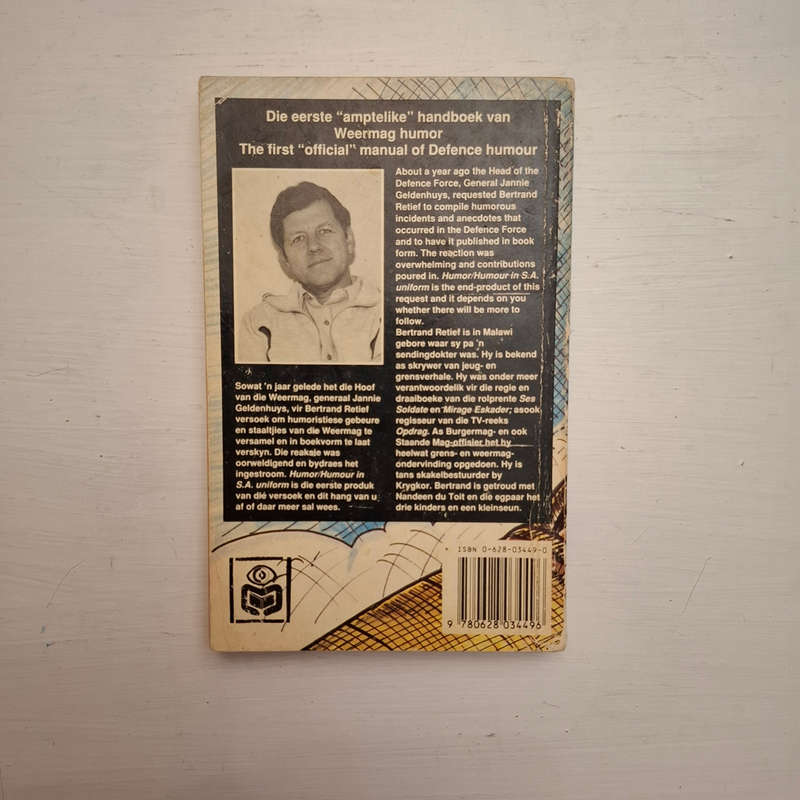 Die eerste “amptelike” handboek van
Weermag humor
The first “official” manual of Defence humour
Sowat 'n jaar gelede het die Hoof
van die Weermag, generaal Jannie
Geldenhuys, vir Bertrand Retief
versoek om humoristiese gebeure
en staaltjies van die Weermag te
versamel en in boekvorm te laat
verskyn. Die reaksie was
oorweldigend en bydraes het
ingestroom. Humor/Humour in
S.A. uniform is die eerste produk
van dié versoek en dit hang van u
af of daar meer sal wees.
About a year ago the Head of the
Defence Force, General Jannie
Geldenhuys, requested Bertrand
Retief to compile humorous
incidents and anecdotes that
occurred in the Defence Force
and to have it published in book
form. The reaction was
overwhelming and contributions
poured in. Humor/Humour in S.A.
uniform is the end-product of this
request and it depends on you
whether there will be more to
follow.
Bertrand Retief is in Malawi
gebore waar sy pa 'n
sendingdokter was. Hy is bekend
as skrywer van jeug- en
grensverhale. Hy was onder meer
verantwoordelik vir die regie en
draaiboeke van die rolprente Ses
Soldate en Mirage Eskader; asook
regisseur van die TV-reeks
Opdrag. As Burgermag- en ook
Staande Mag-offisier het hy
heelwat grens- en weermag-
ondervinding opgedoen. Hy is
tans skakelbestuurder by
Krygkor. Bertrand is getroud met
Nandeen du Toit en die egpaar het
drie kinders en een kleinseun.
ISBN 0-628-03449-0
9 780628 034496